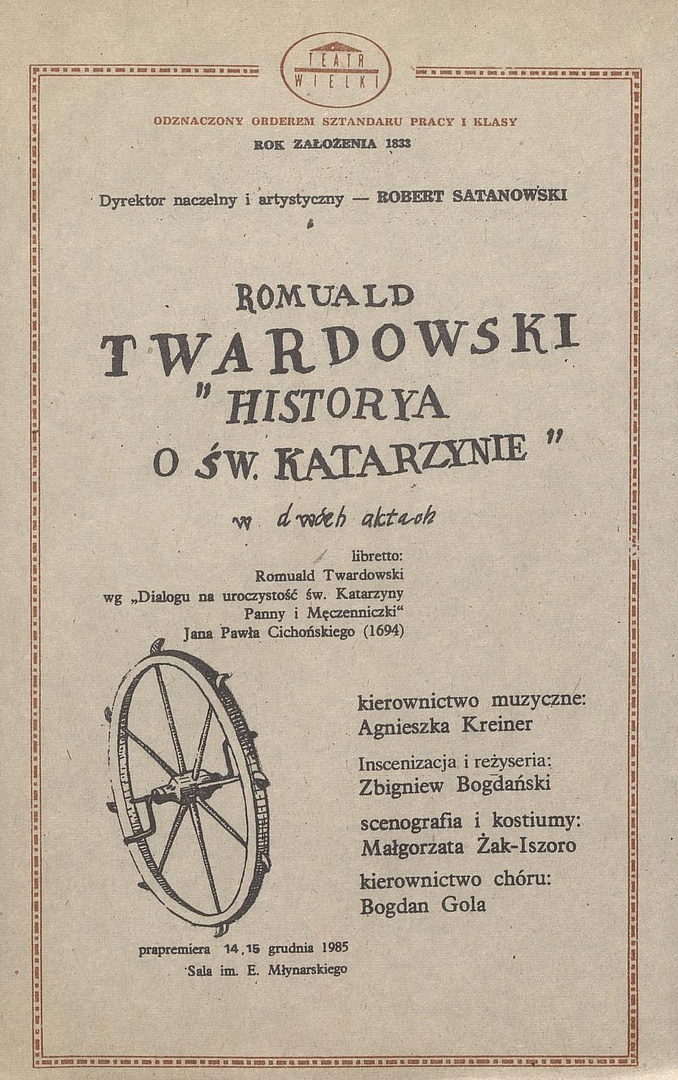 TEATR
WIELKI
ODZNACZONY ORDEREM SZTANDARU PRACY I KLASY
ROK ZAŁOŻENIA 1833
Dyrektor naczelny i artystyczny — ROBERT SATANOWSKI
ROMUALD
TWARDOWSKI
"HISTORYA
O ŚW. KATARZYNIE"
w dwóch aktach
libretto:
Romuald Twardowski
wg „Dialogu na uroczystość św. Katarzyny
Panny i Męczenniczki“
Jana Pawła Cichońskiego (1694)
kierownictwo muzyczne:
Agnieszka Kreiner
Inscenizacja i reżyseria:
Zbigniew Bogdański
scenografia i kostiumy:
Małgorzata Żak-Iszoro
kierownictwo chóru:
Bogdan Gola
prapremiera 14,15 grudnia 1985
Sala im. E. Młynarskiego